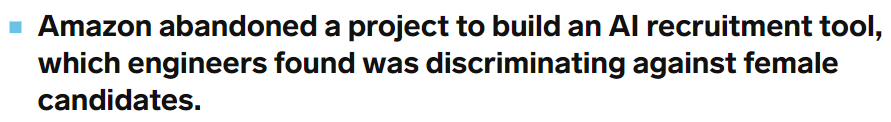 Amazon abandoned a project to build an AI recruitment tool,
which engineers found was discriminating against female
candidates.